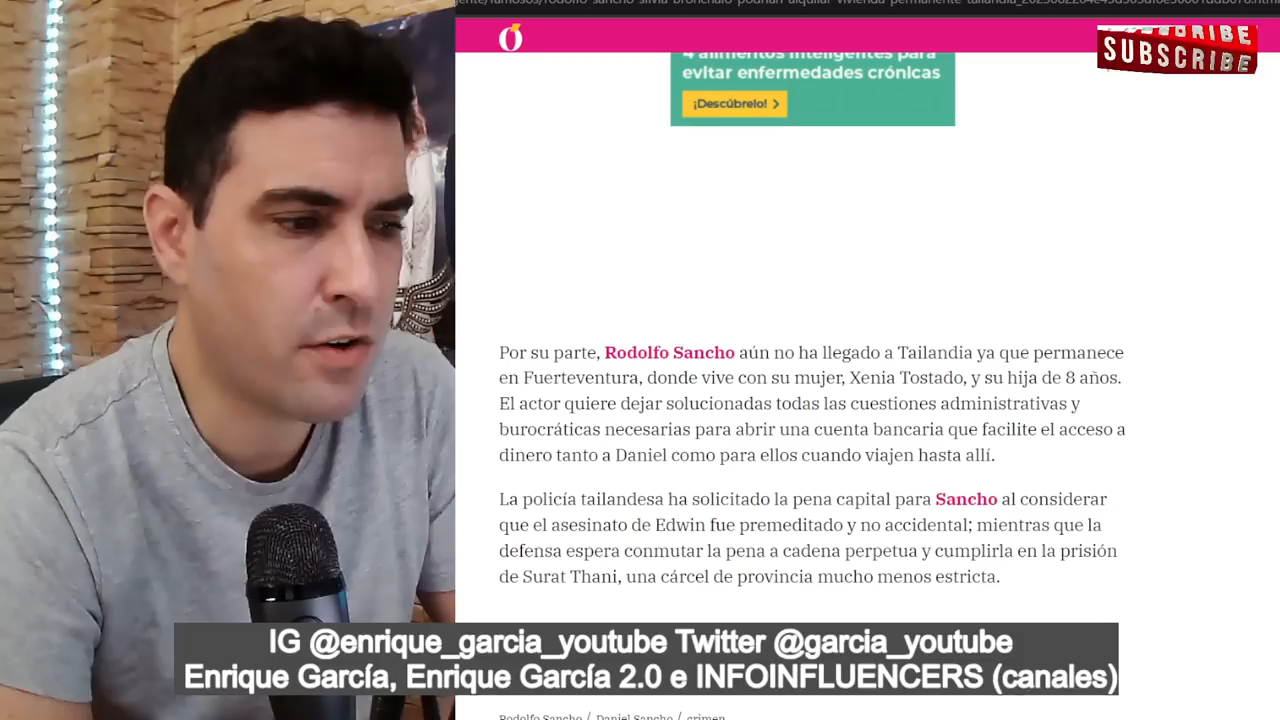 SUBSCRIBE
4 alimentos inteligentes para
evitar enfermedades crónicas
¡Descúbrelo!
Por su parte, Rodolfo Sancho aún no ha llegado a Tailandia ya que permanece
en Fuerteventura, donde vive con su mujer, Xenia Tostado, y su hija de 8 años.
El actor quiere dejar solucionadas todas las cuestiones administrativas y
burocráticas necesarias para abrir una cuenta bancaria que facilite el acceso a
dinero tanto a Daniel como para ellos cuando viajen hasta allí.
La policía tailandesa ha solicitado la pena capital para Sancho al considerar
que el asesinato de Edwin fue premeditado y no accidental; mientras que la
defensa espera conmutar la pena a cadena perpetua y cumplirla en la prisión
de Surat Thani, una cárcel de provincia mucho menos estricta.
IG @enrique_garcia_youtube Twitter @garcia_youtube
Enrique García, Enrique García 2.0 e INFOINFLUENCERS (canales)
Rodolfo Sancho / Daniel Sancho / crimen